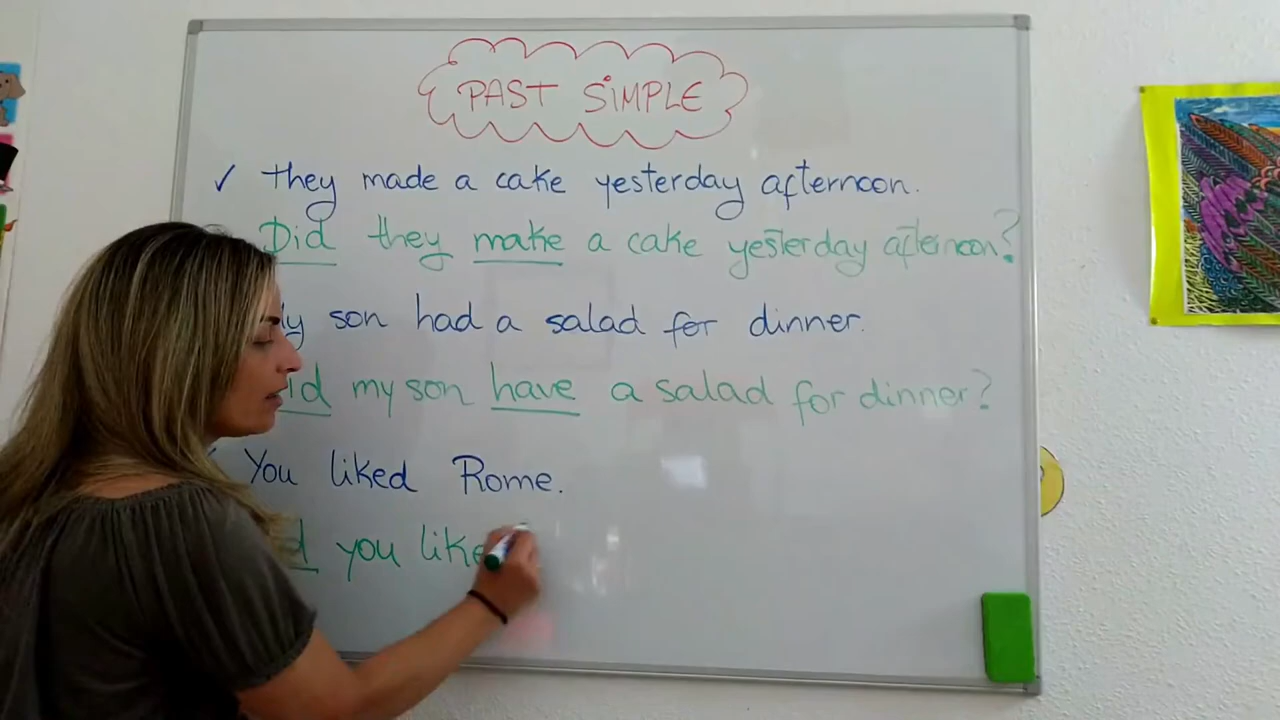 PAST SIMPLE
✓ They made a cake yesterday afternoon.
Did they make a cake yesterday afternoon?
son had a salad for dinner.
my son have a salad for dinner?
You liked Rome.
you like